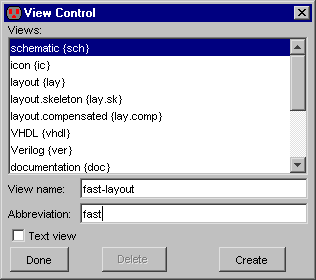 View Control
Views:
schematic {sch}
icon {ic}
layout {lay}
layout.skeleton {lay.sk}
layout.compensated {lay.comp}
VHDL {vhdl}
Verilog {ver}
documentation {doc}
View name: fast-layout
Abbreviation: fast
Text view
Done Delete Create